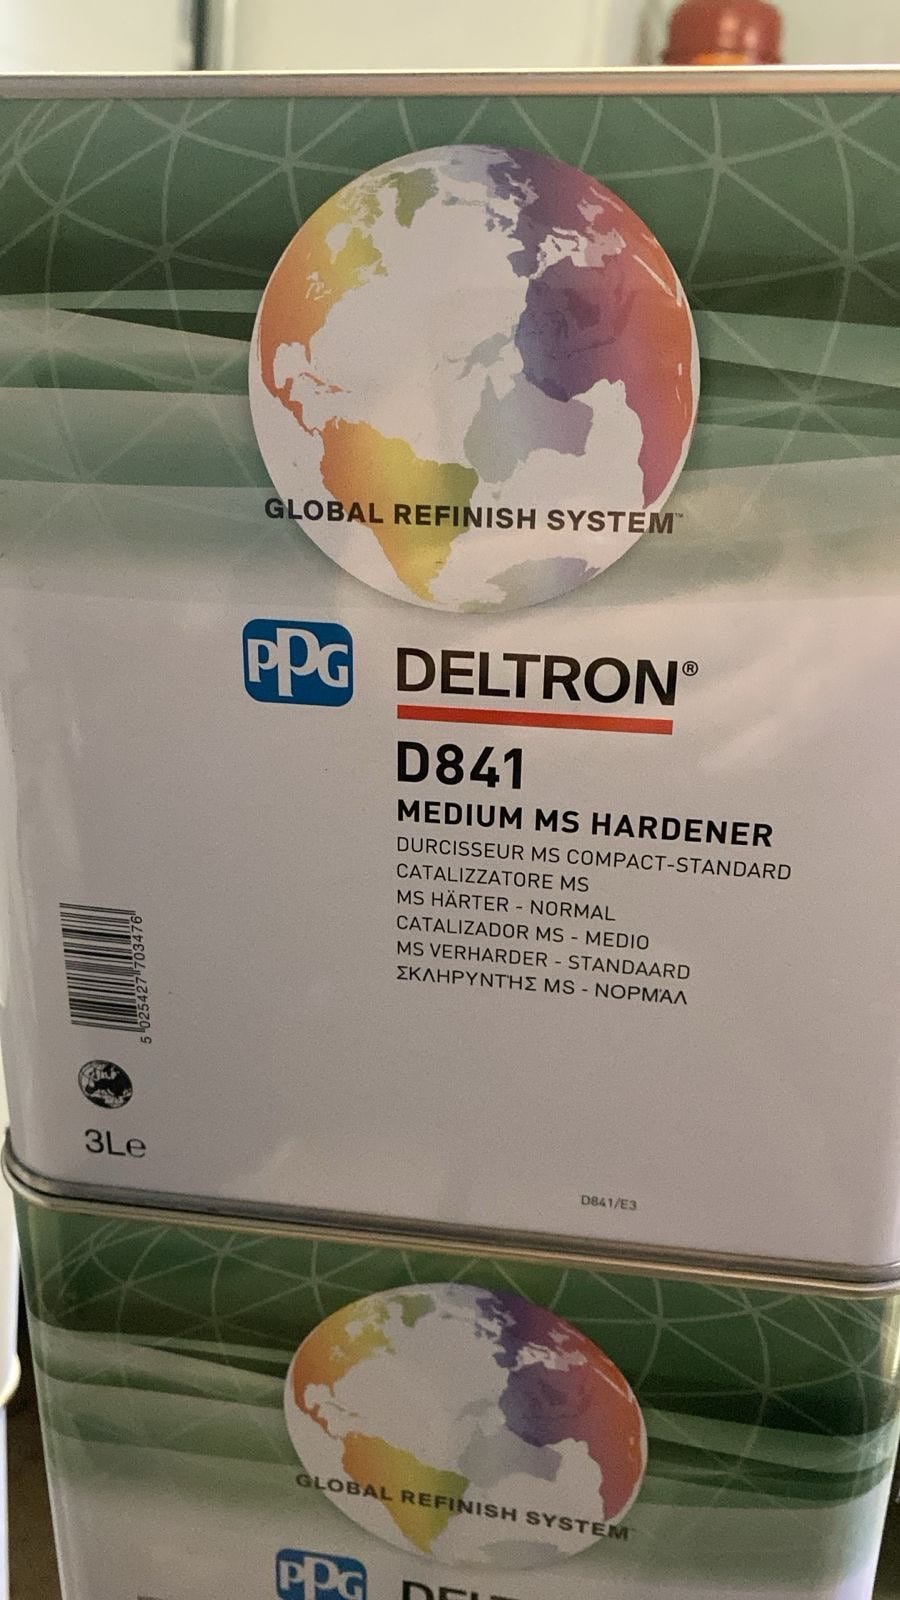 GLOBAL REFINISH SYSTEM™
PPG DELTRON®
D841
MEDIUM MS HARDENER
DURCISSEUR MS COMPACT-STANDARD
CATALIZZATORE MS
MS HÄRTER - NORMAL
CATALIZADOR MS - MEDIO
MS VERHARDER - STANDAARD
ΣΚΛΗΡΥΝΤΉΣ MS - ΝΟΡΜΆΛ
5 025427 703476
3L℮
D841/E3
GLOBAL REFINISH SYSTEM
PPG